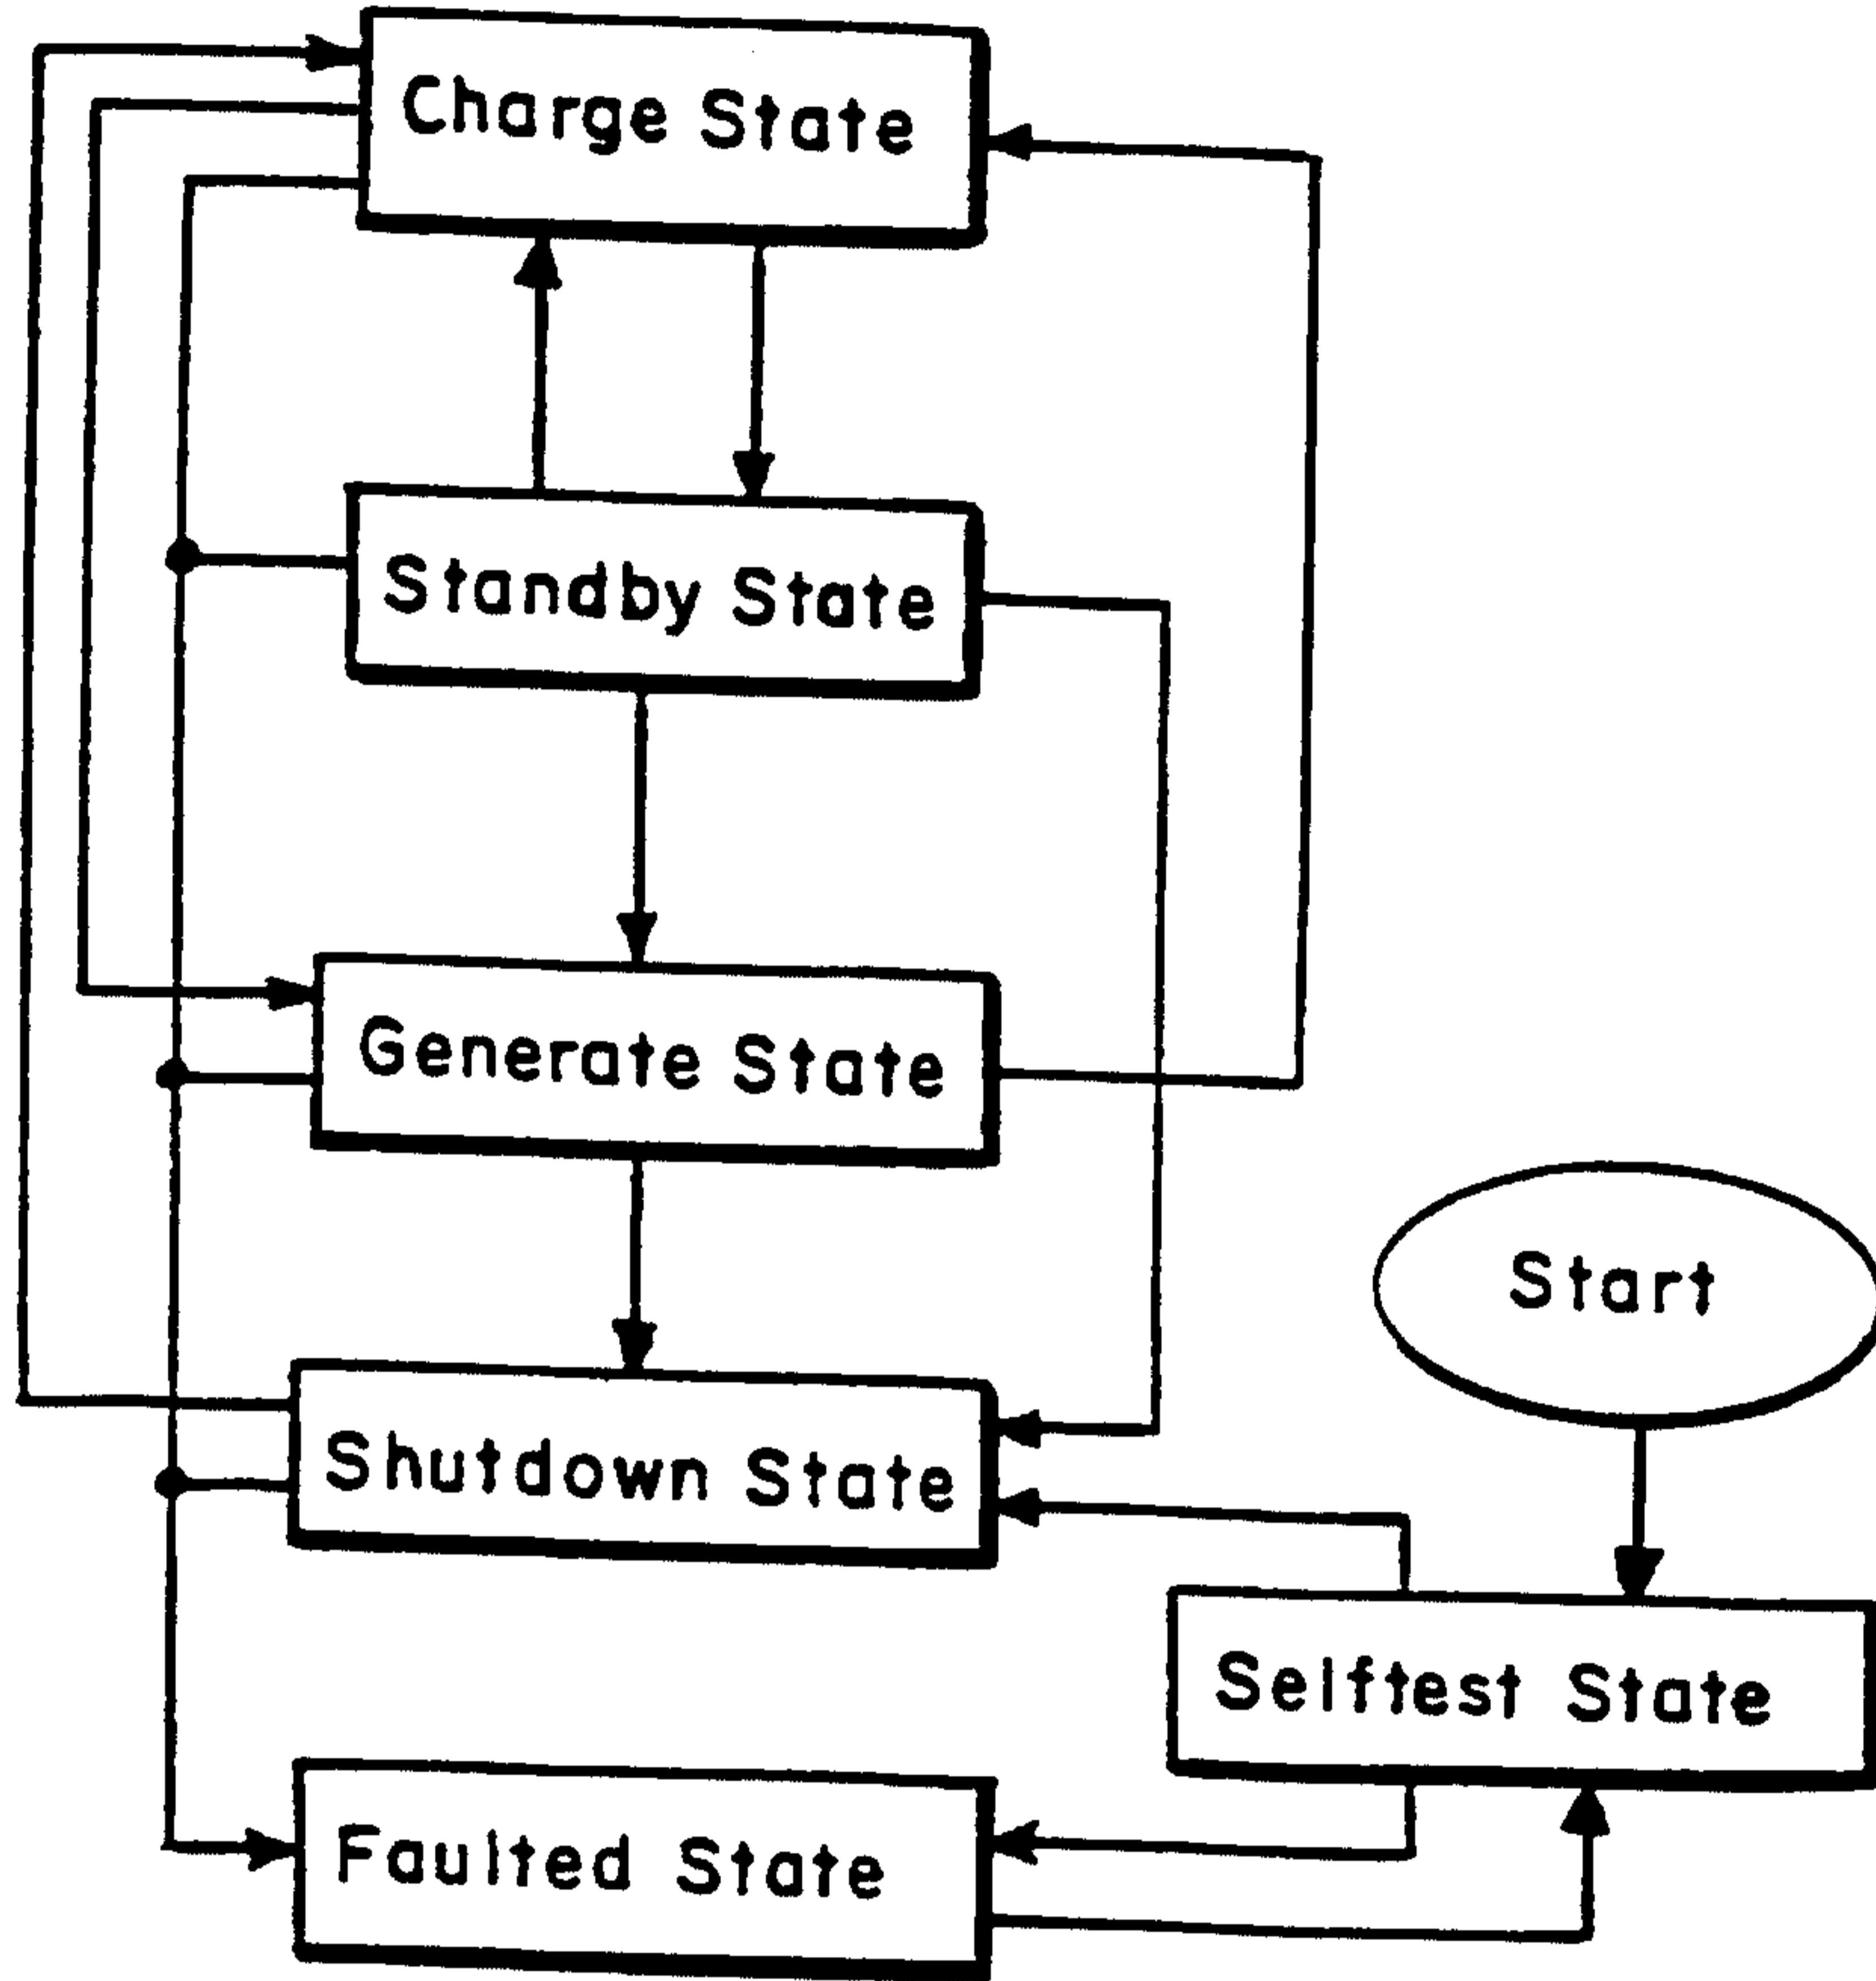 Charge State
Standby State
Generate State
Start
Shutdown State
Selftest State
Faulted State